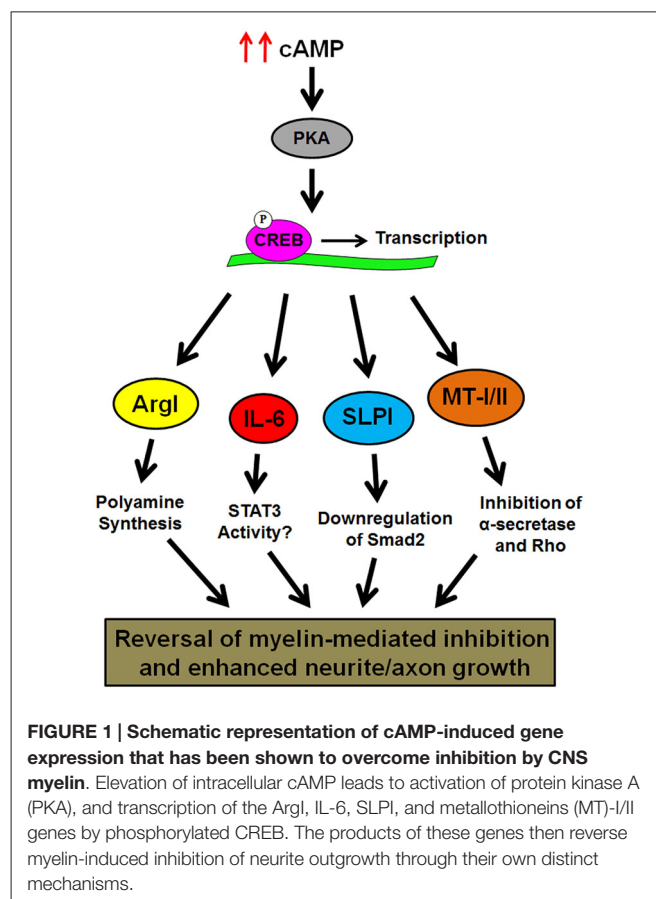 ↑↑ cAMP
PKA
P
CREB
Transcription
ArgI
IL-6
SLPI
MT-I/II
Polyamine
Synthesis
STAT3
Activity?
Downregulation
of Smad2
Inhibition of
α-secretase
and Rho
Reversal of myelin-mediated inhibition
and enhanced neurite/axon growth
FIGURE 1 | Schematic representation of cAMP-induced gene
expression that has been shown to overcome inhibition by CNS
myelin. Elevation of intracellular cAMP leads to activation of protein kinase A
(PKA), and transcription of the ArgI, IL-6, SLPI, and metallothioneins (MT)-I/II
genes by phosphorylated CREB. The products of these genes then reverse
myelin-induced inhibition of neurite outgrowth through their own distinct
mechanisms.